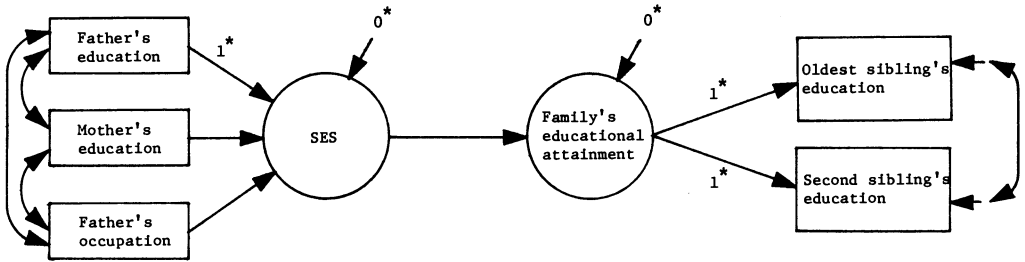 Father's
education
Mother's
education
Father's
occupation
1*
0*
SES
0*
Family's
educational
attainment
1*
1*
Oldest sibling's
education
Second sibling's
education